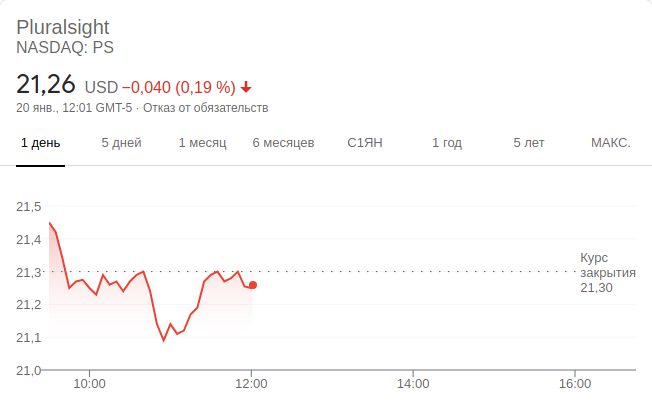 Pluralsight
NASDAQ: PS
21,26 USD −0,040 (0,19 %)
20 янв., 12:01 GMT-5 · Отказ от обязательств
1 день 5 дней 1 месяц 6 месяцев С1ЯН 1 год 5 лет МАКС.
21,5
21,4
21,3
21,2
21,1
21,0
Курс
закрытия
21,30
10:00 12:00 14:00 16:00